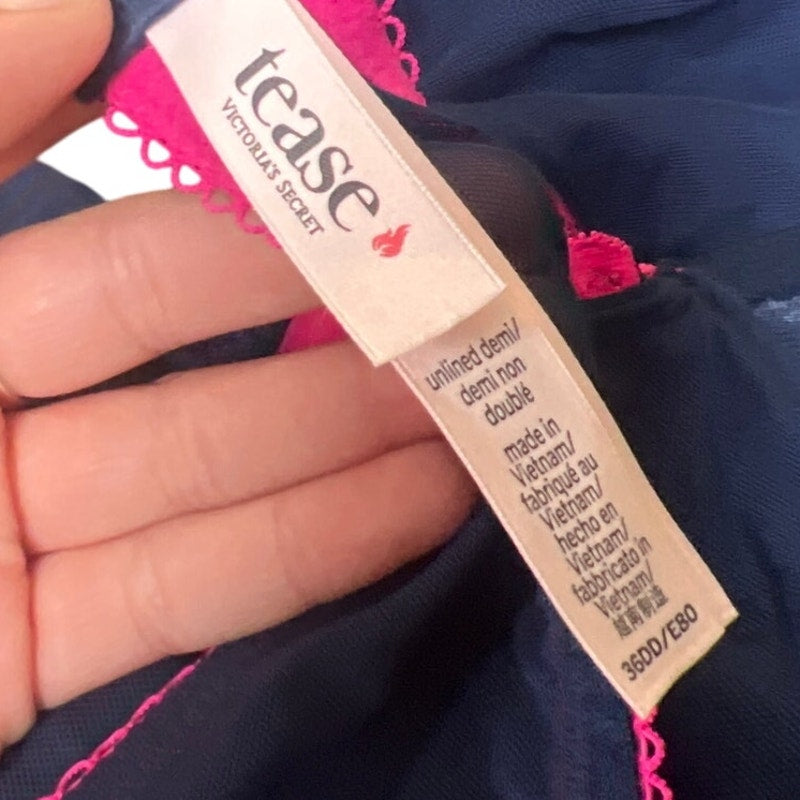 tease
VICTORIA'S SECRET
unlined demi/
demi non
doublé
made in
Vietnam/
fabriqué au
Vietnam/
hecho en
Vietnam/
fabbricato in
Vietnam/
越南制造
36DD/E80